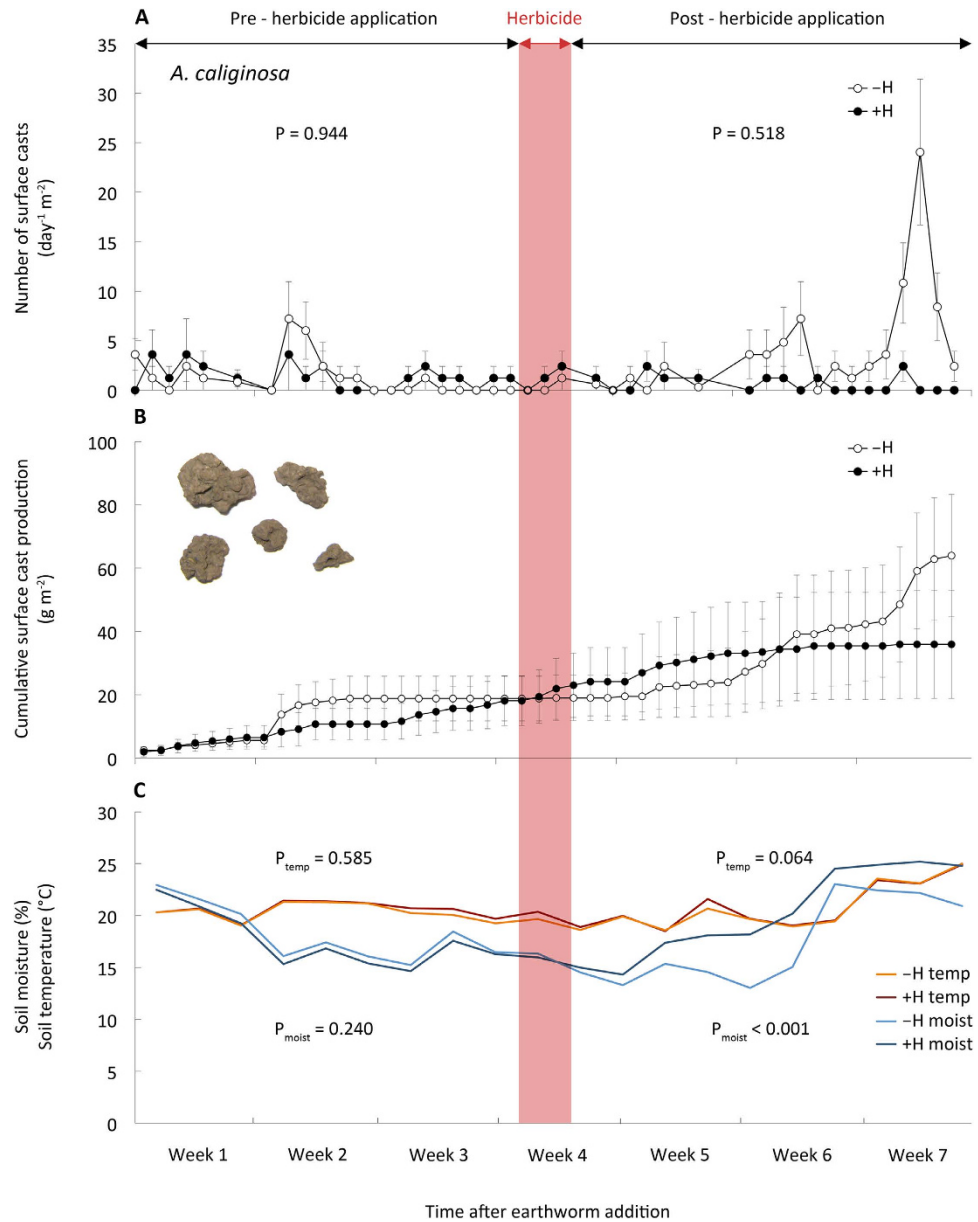 A
Pre - herbicide application
Herbicide
Post - herbicide application
35
30
25
20
15
10
5
0
Number of surface casts
(day⁻¹ m⁻²)
A. caliginosa
–H
+H
P = 0.944
P = 0.518
B
100
80
60
40
20
0
Cumulative surface cast production
(g m⁻²)
–H
+H
C
30
25
20
15
10
5
0
Soil moisture (%)
Soil temperature (°C)
Ptemp = 0.585
Ptemp = 0.064
Pmoist = 0.240
Pmoist < 0.001
–H temp
+H temp
–H moist
+H moist
Week 1 Week 2 Week 3 Week 4 Week 5 Week 6 Week 7
Time after earthworm addition